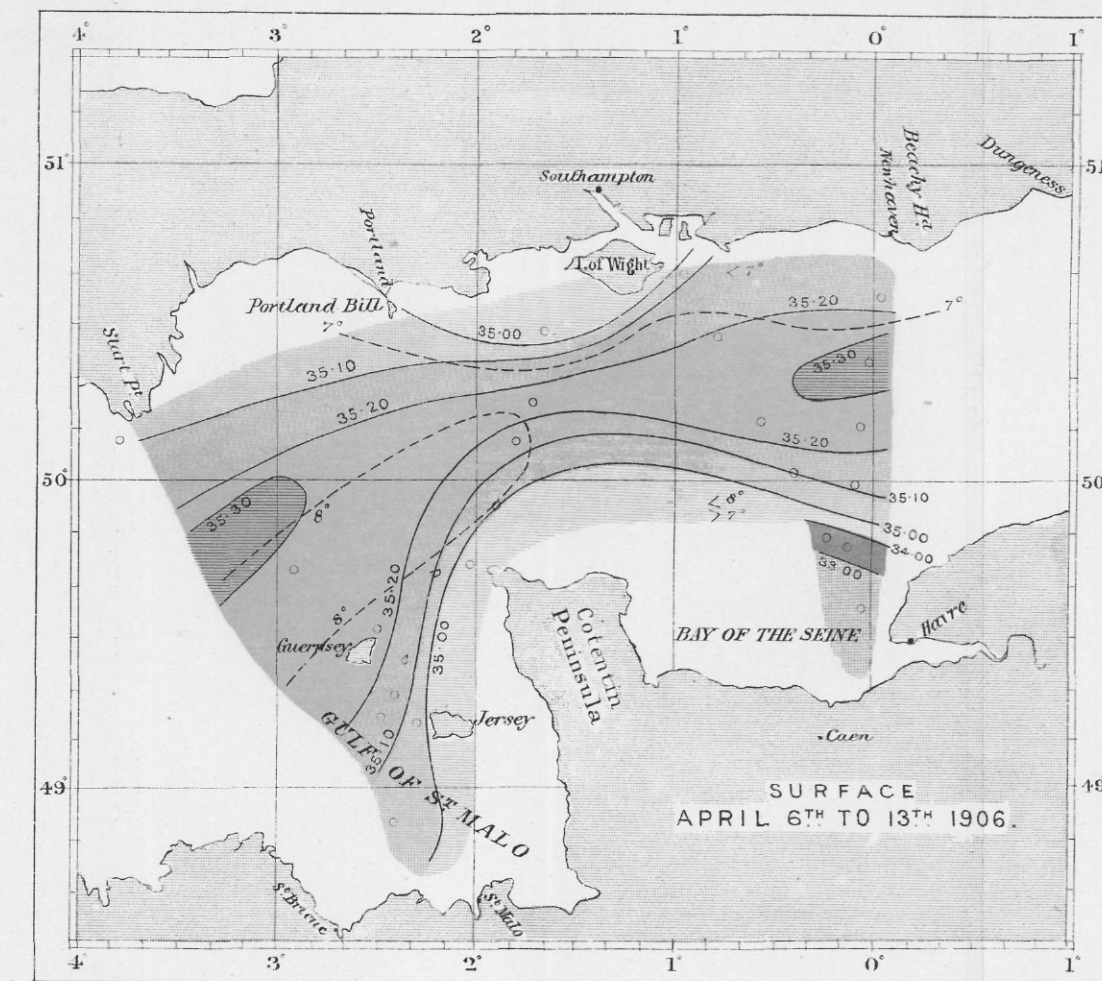 4° 3° 2° 1° 0° 1°
51°
51
Southampton
Beachy Hd.
Newhaven
Dungeness
Portland
I. of Wight
< 7°
Portland Bill
7°
35·00
35·20
7°
Start Pt
35·10
35·30
35·20
35·20
50°
50
35·30
8°
< 8°
> 7°
35·10
35·00
34·00
33·00
35·20
8°
Guernsey
35·00
Cotentin
Peninsula
BAY OF THE SEINE
Havre
Jersey
GULF OF ST. MALO
35·10
Caen
49°
49
SURFACE
APRIL 6TH TO 13TH 1906.
St. Brieuc
St. Malo
4° 3° 2° 1° 0° 1°